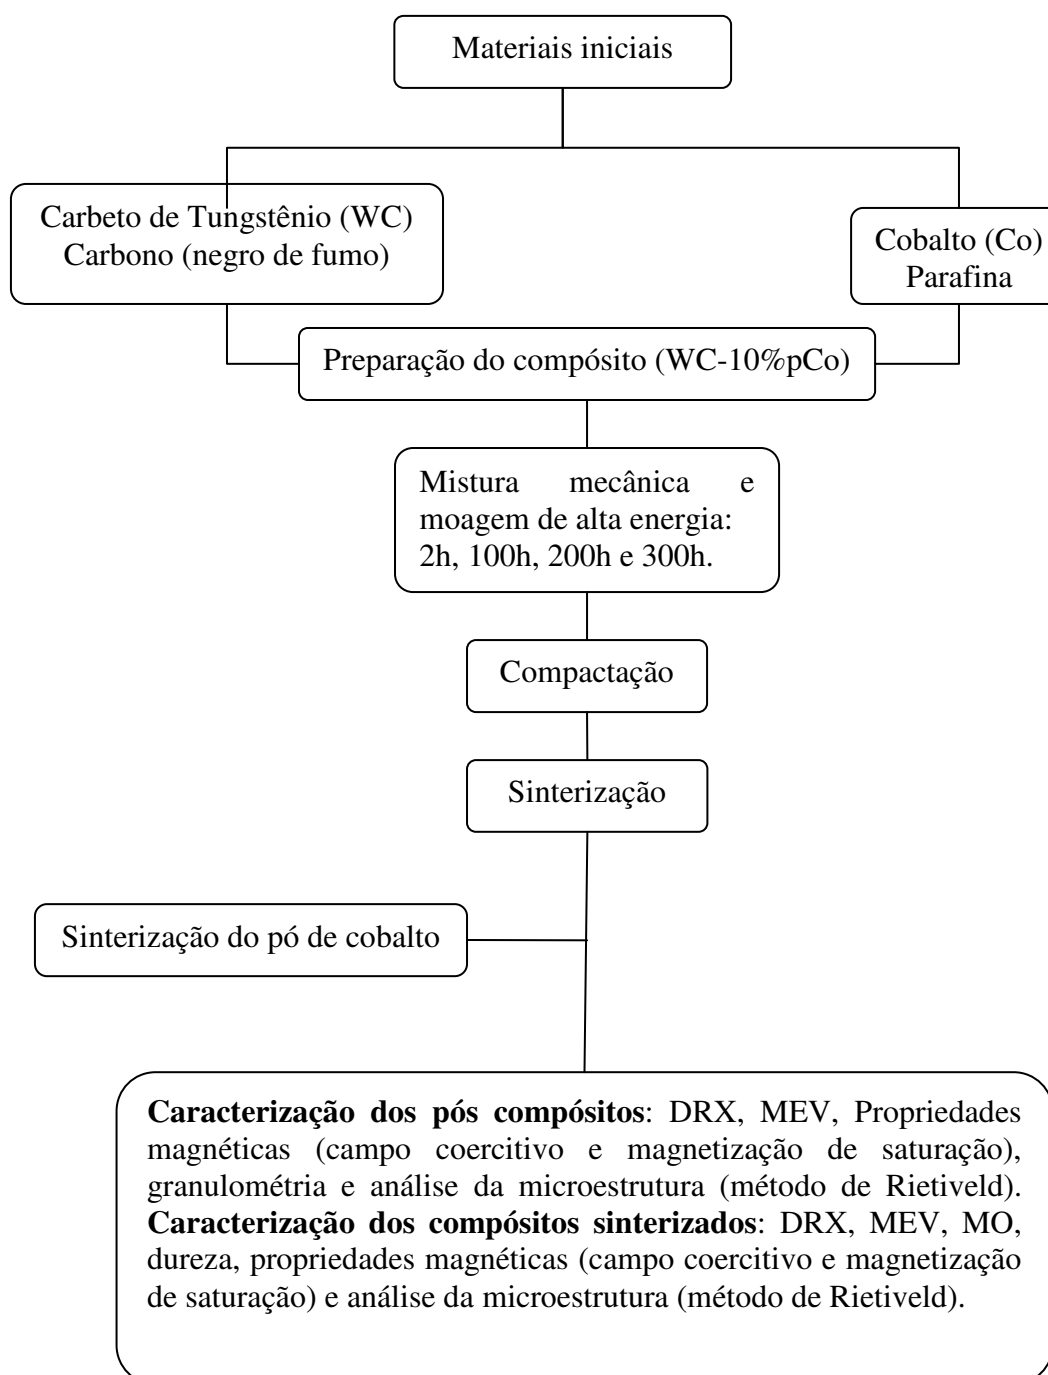 Materiais iniciais
Carbeto de Tungstênio (WC)
Carbono (negro de fumo)
Cobalto (Co)
Parafina
Preparação do compósito (WC-10%pCo)
Mistura mecânica e
moagem de alta energia:
2h, 100h, 200h e 300h.
Compactação
Sinterização
Sinterização do pó de cobalto
Caracterização dos pós compósitos: DRX, MEV, Propriedades
magnéticas (campo coercitivo e magnetização de saturação),
granulométria e análise da microestrutura (método de Rietiveld).
Caracterização dos compósitos sinterizados: DRX, MEV, MO,
dureza, propriedades magnéticas (campo coercitivo e magnetização
de saturação) e análise da microestrutura (método de Rietiveld).